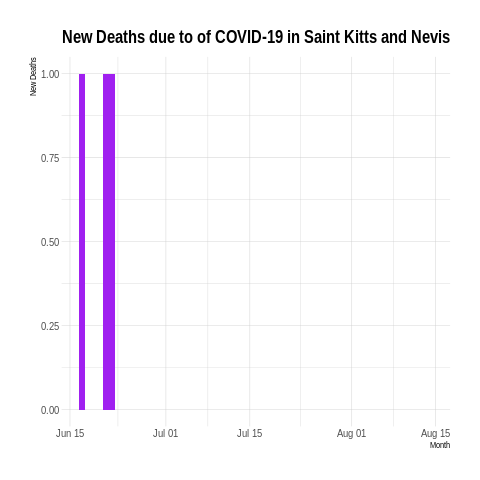 New Deaths due to of COVID-19 in Saint Kitts and Nevis
New Deaths
1.00
0.75
0.50
0.25
0.00
Jun 15 Jul 01 Jul 15 Aug 01 Aug 15
Month